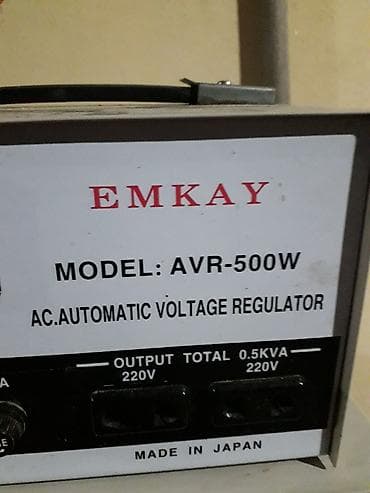 EMKAY
MODEL: AVR-500W
AC.AUTOMATIC VOLTAGE REGULATOR
OUTPUT TOTAL 0.5KVA
220V 220V
A
MADE IN JAPAN